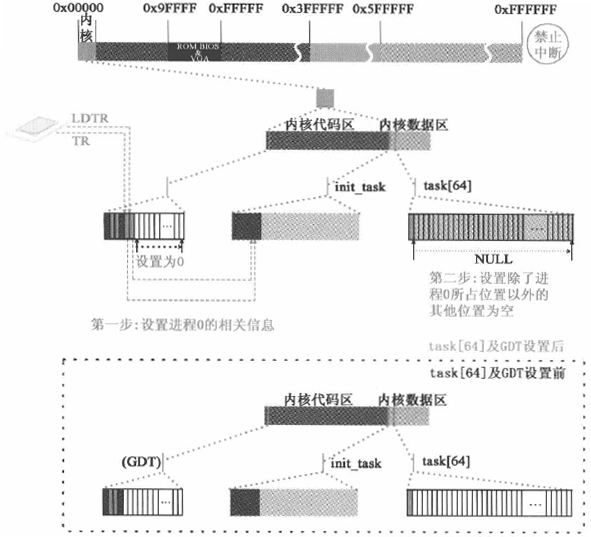 0x00000 0x9FFFF 0xFFFFF 0x3FFFFF 0x5FFFFF 0xFFFFFF
内
核
ROM BIOS
&
VGA
禁止
中断
LDTR
TR
内核代码区 内核数据区
init_task
task[64]
...
...
设置为0
NULL
第一步:设置进程0的相关信息
第二步:设置除了进
程0所占位置以外的
其他位置为空
task[64]及GDT设置后
task[64]及GDT设置前
内核代码区 内核数据区
(GDT)
init_task
task[64]
...
...